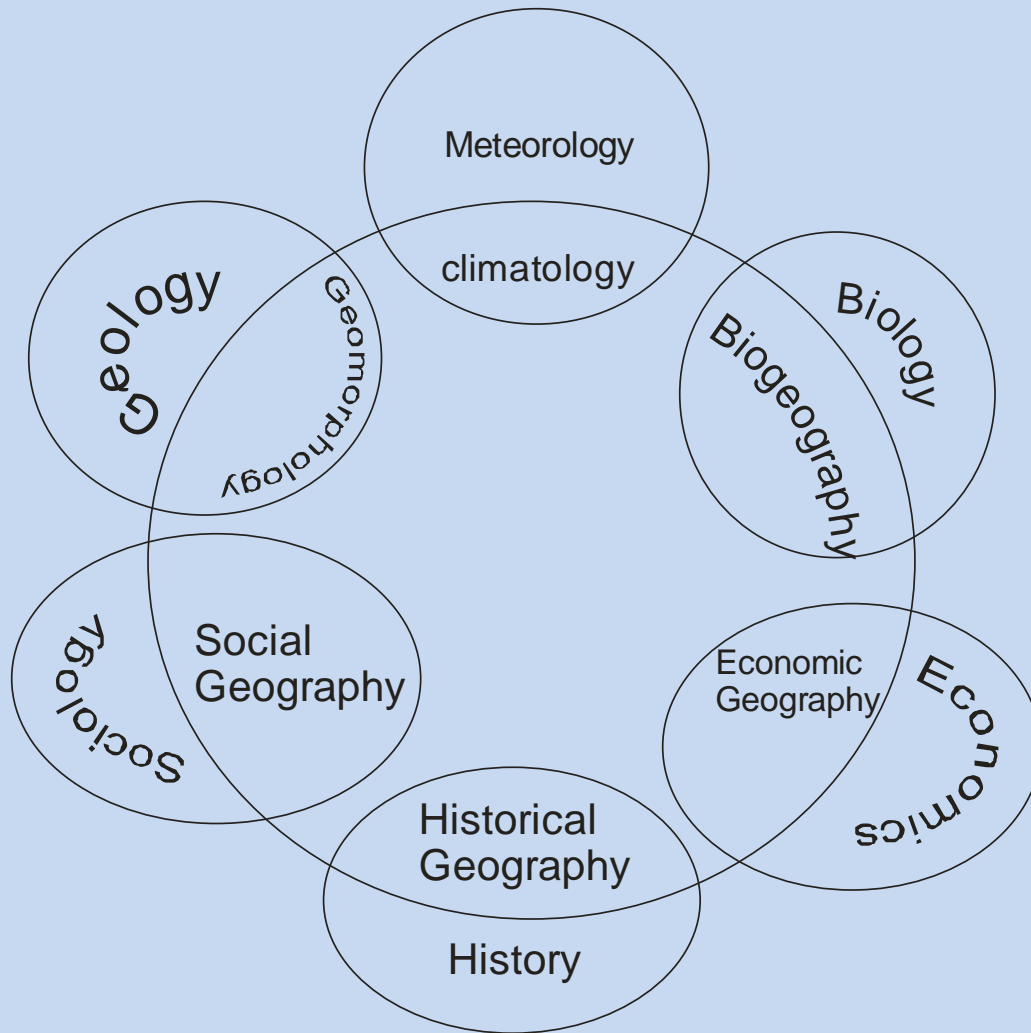 Meteorology
climatology
Geology
Geomorphology
Biology
Biogeography
Sociology
Social
Geography
Economic
Geography
Economics
Historical
Geography
History